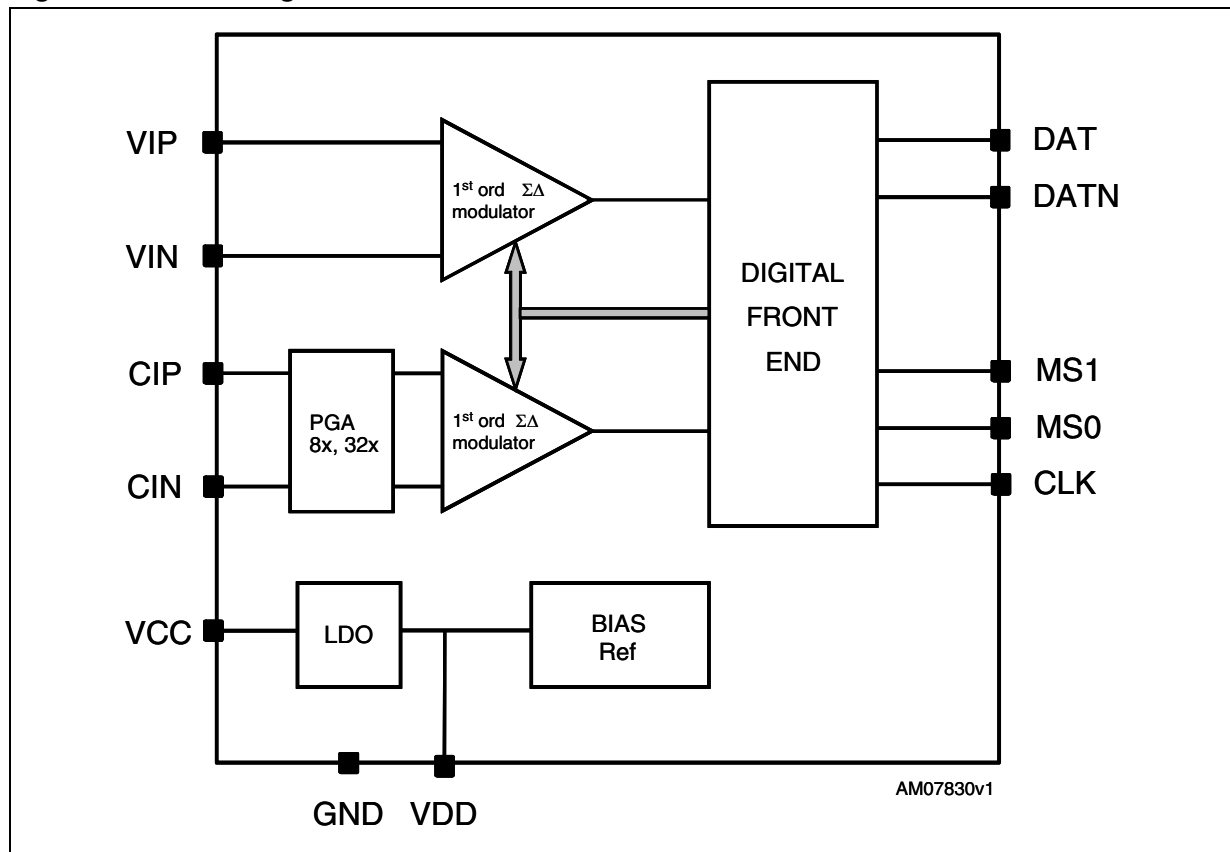 VIP
VIN
CIP
CIN
VCC
1st ord ΣΔ
modulator
PGA
8x, 32x
1st ord ΣΔ
modulator
LDO
BIAS
Ref
DIGITAL
FRONT
END
DAT
DATN
MS1
MS0
CLK
GND VDD
AM07830v1